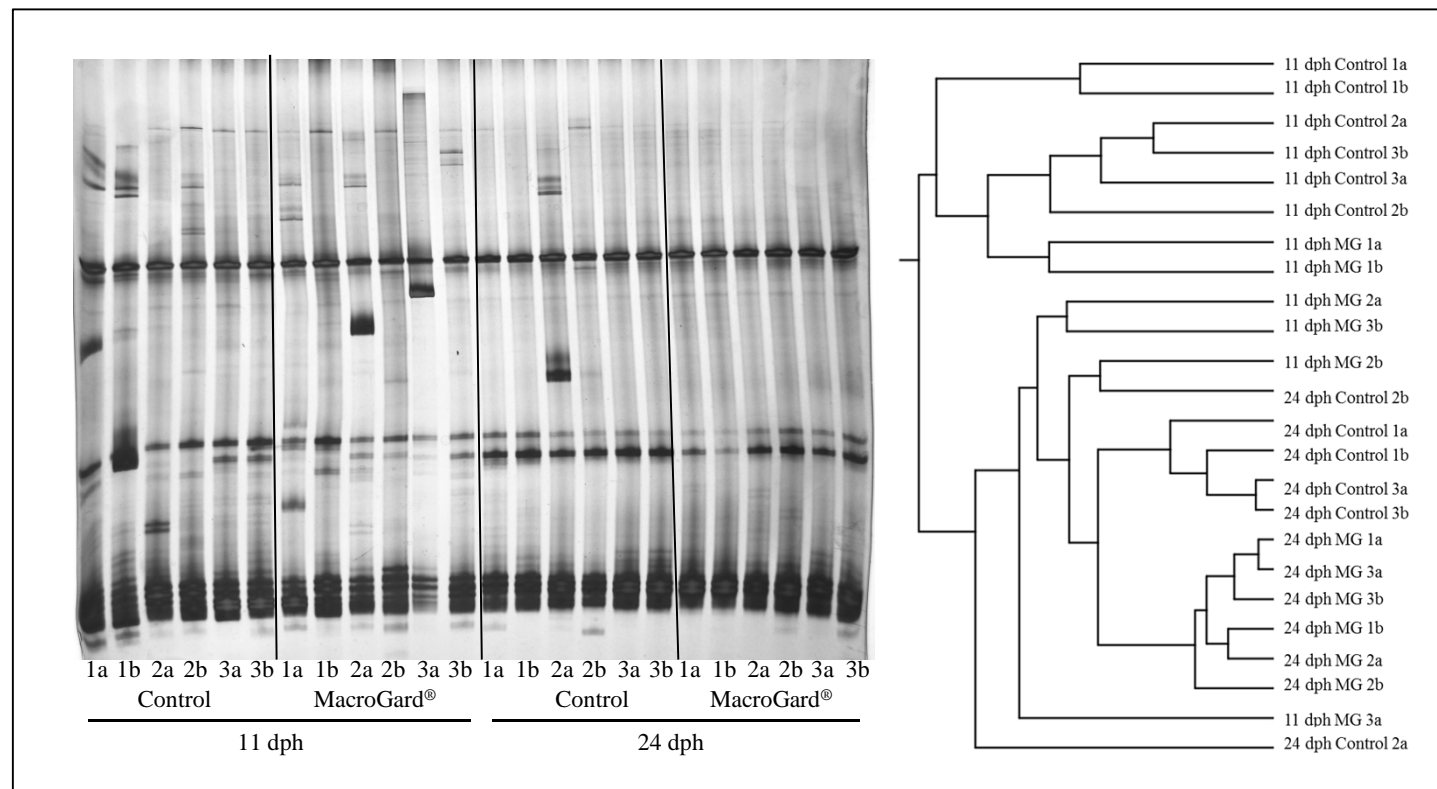 1a 1b 2a 2b 3a 3b 1a 1b 2a 2b 3a 3b 1a 1b 2a 2b 3a 3b 1a 1b 2a 2b 3a 3b
Control MacroGard® Control MacroGard®
11 dph 24 dph
11 dph Control 1a
11 dph Control 1b
11 dph Control 2a
11 dph Control 3b
11 dph Control 3a
11 dph Control 2b
11 dph MG 1a
11 dph MG 1b
11 dph MG 2a
11 dph MG 3b
11 dph MG 2b
24 dph Control 2b
24 dph Control 1a
24 dph Control 1b
24 dph Control 3a
24 dph Control 3b
24 dph MG 1a
24 dph MG 3a
24 dph MG 3b
24 dph MG 1b
24 dph MG 2a
24 dph MG 2b
11 dph MG 3a
24 dph Control 2a